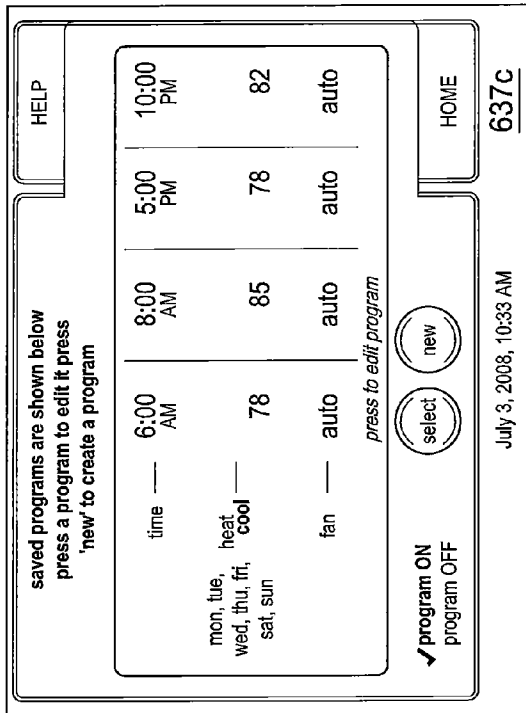 saved programs are shown below
press a program to edit it press
'new' to create a program
HELP
time 6:00 AM 8:00 AM 5:00 PM 10:00 PM
mon, tue,
wed, thu, fri,
sat, sun
heat
cool 78 85 78 82
fan auto auto auto auto
press to edit program
✓program ON
program OFF
select
new
HOME
July 3, 2008, 10:33 AM
637c